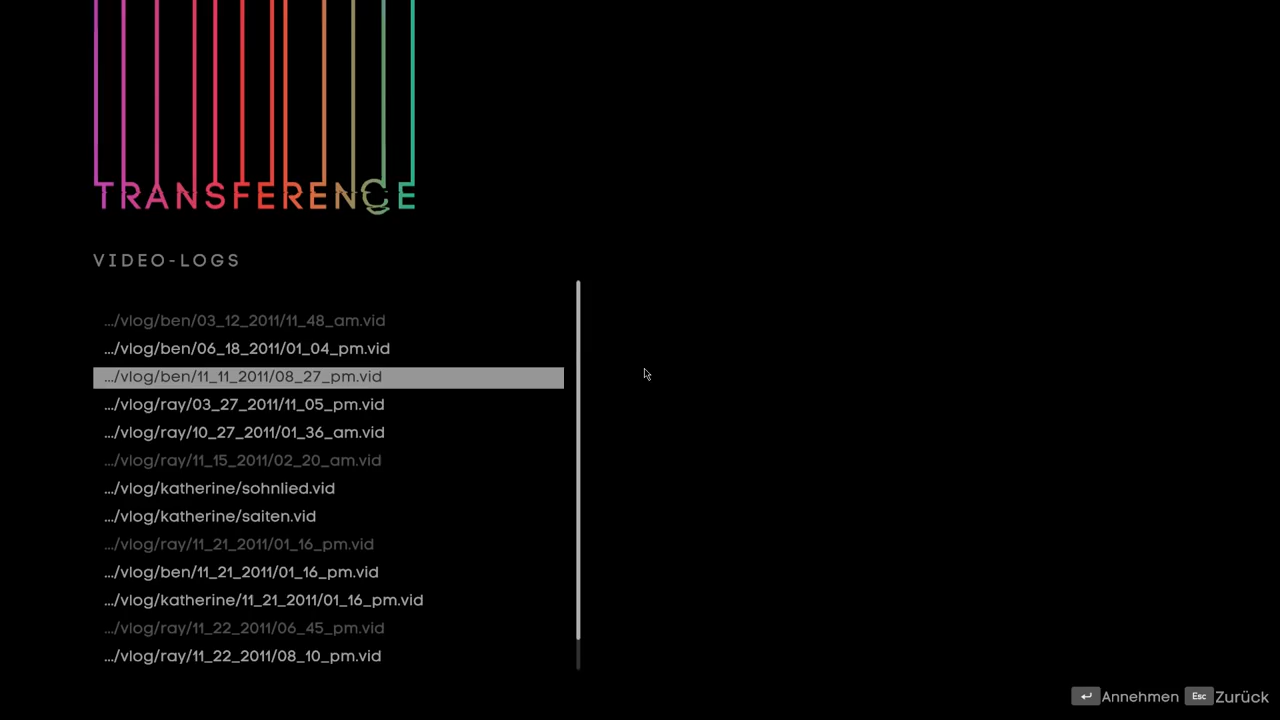 TRANSFERENCE
VIDEO-LOGS
.../vlog/ben/03_12_2011/11_48_am.vid
.../vlog/ben/06_18_2011/01_04_pm.vid
.../vlog/ben/11_11_2011/08_27_pm.vid
.../vlog/ray/03_27_2011/11_05_pm.vid
.../vlog/ray/10_27_2011/01_36_am.vid
.../vlog/ray/11_15_2011/02_20_am.vid
.../vlog/katherine/sohnlied.vid
.../vlog/katherine/saiten.vid
.../vlog/ray/11_21_2011/01_16_pm.vid
.../vlog/ben/11_21_2011/01_16_pm.vid
.../vlog/katherine/11_21_2011/01_16_pm.vid
.../vlog/ray/11_22_2011/06_45_pm.vid
.../vlog/ray/11_22_2011/08_10_pm.vid
↵ Annehmen Esc Zurück